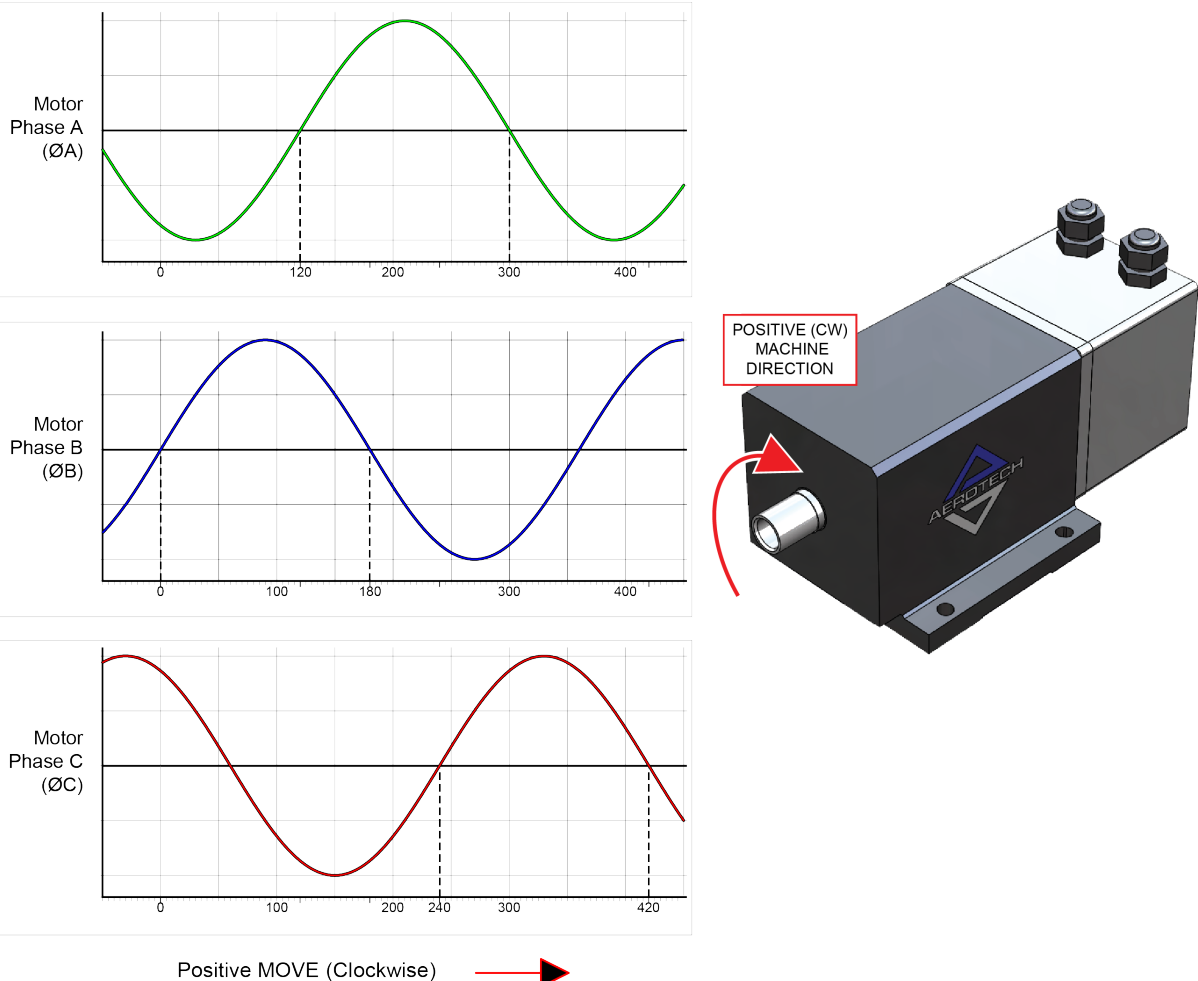 Motor
Phase A
(ØA)
0
120
200
300
400
Motor
Phase B
(ØB)
0
100
180
300
400
Motor
Phase C
(ØC)
0
100
200
240
300
420
Positive MOVE (Clockwise)
POSITIVE (CW)
MACHINE
DIRECTION
AEROTECH